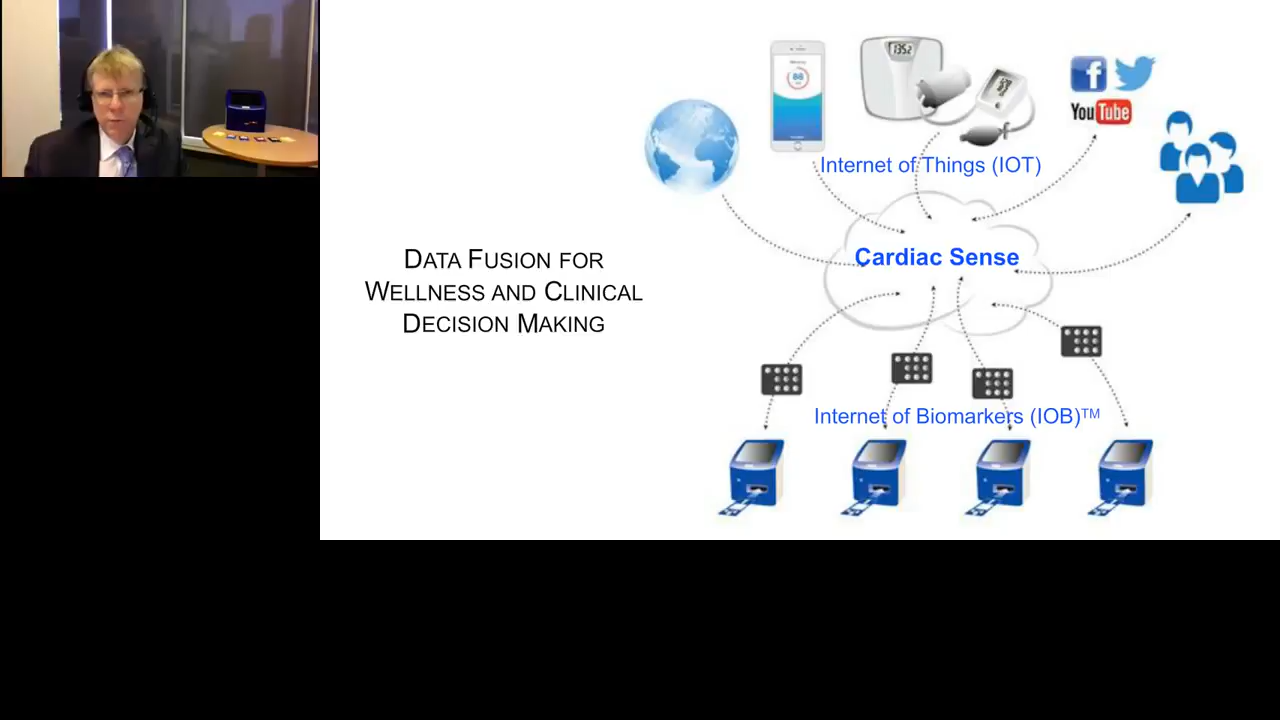 135.2
88
f
YouTube
Internet of Things (IOT)
Cardiac Sense
DATA FUSION FOR
WELLNESS AND CLINICAL
DECISION MAKING
Internet of Biomarkers (IOB)™